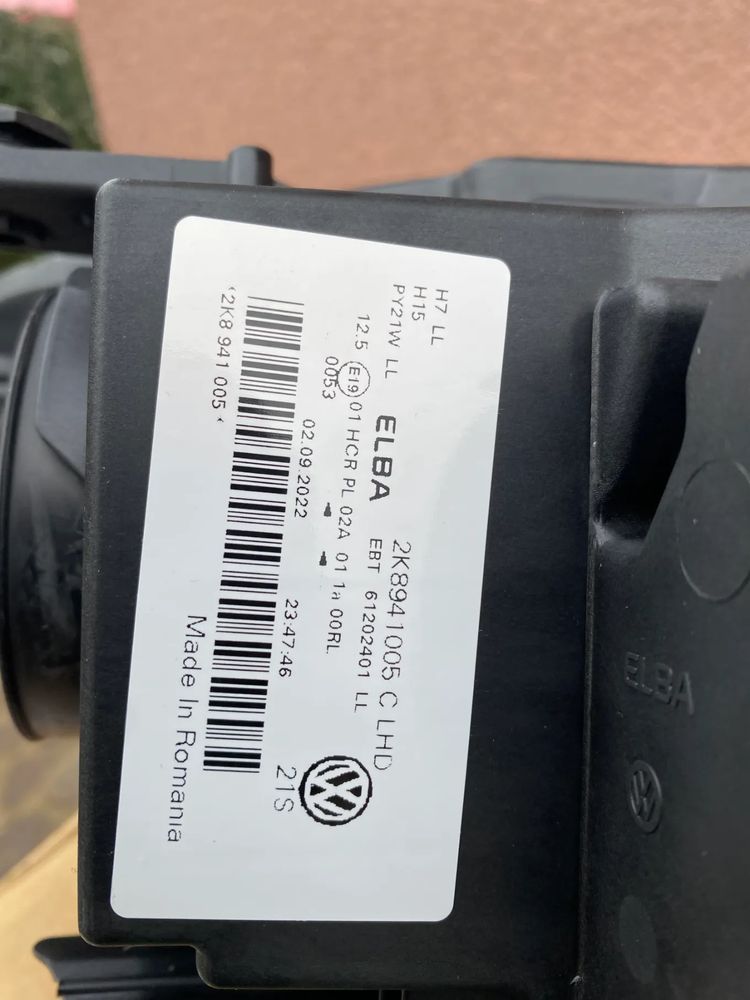 H7 LL
H15
PY21W LL
ELBA
2K8941005 C LHD
EBT 61202401 LL
12.5 E19 01 HCR PL 02A 01 1a 00RL
0053
02.09.2022 23:47:46 21S
*2K8 941 005*
Made In Romania
ELBA